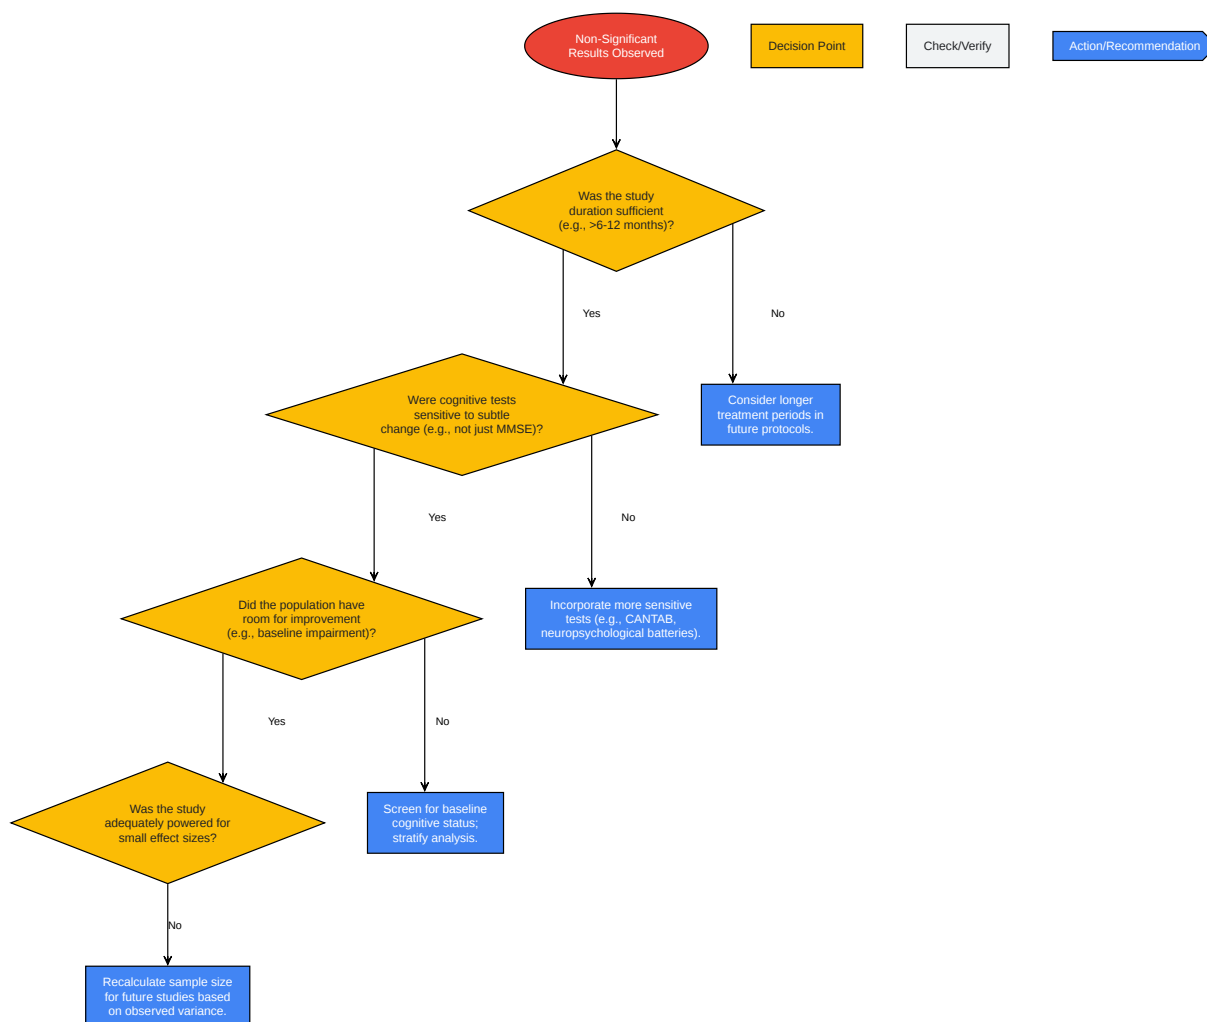 Non-Significant
Results Observed
Decision Point
Check/Verify
Action/Recommendation
Was the study
duration sufficient
(e.g., >6-12 months)?
Yes
No
Were cognitive tests
sensitive to subtle
change (e.g., not just MMSE)?
Consider longer
treatment periods in
future protocols.
Yes
No
Did the population have
room for improvement
(e.g., baseline impairment)?
Incorporate more sensitive
tests (e.g., CANTAB,
neuropsychological batteries).
Yes
No
Was the study
adequately powered for
small effect sizes?
Screen for baseline
cognitive status;
stratify analysis.
No
Recalculate sample size
for future studies based
on observed variance.